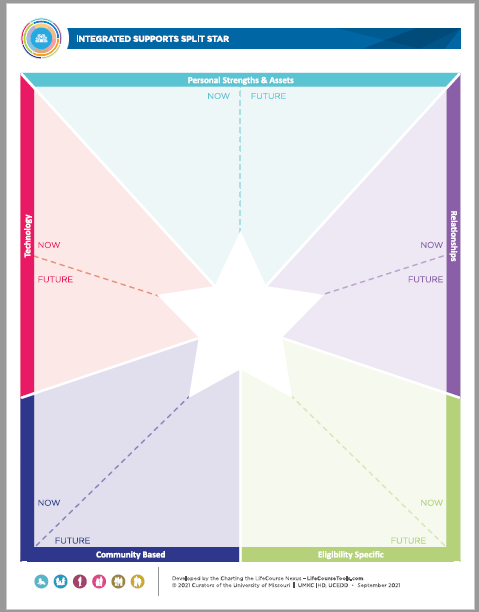 INTEGRATED SUPPORTS SPLIT STAR
Personal Strengths & Assets
NOW
FUTURE
Technology
NOW
FUTURE
Relationships
NOW
FUTURE
NOW
FUTURE
Community Based
NOW
FUTURE
Eligibility Specific
Developed by the Charting the LifeCourse Nexus – LifeCourseTools.com
© 2021 Curators of the University of Missouri | UMKC IHD, UCEDD • September 2021